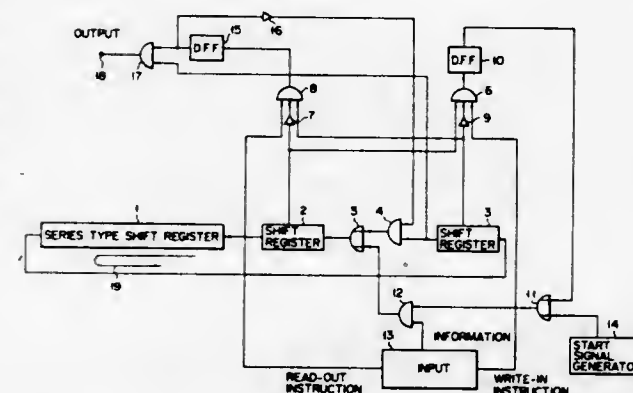 OUTPUT
18
17
D.F.F
15
16
8
7
D.F.F
10
6
9
1
SERIES TYPE SHIFT REGISTER
19
2
SHIFT
REGISTER
5
4
3
SHIFT
REGISTER
12
11
INFORMATION
13
INPUT
READ-OUT
INSTRUCTION
WRITE-IN
INSTRUCTION
14
START
SIGNAL
GENERATOR